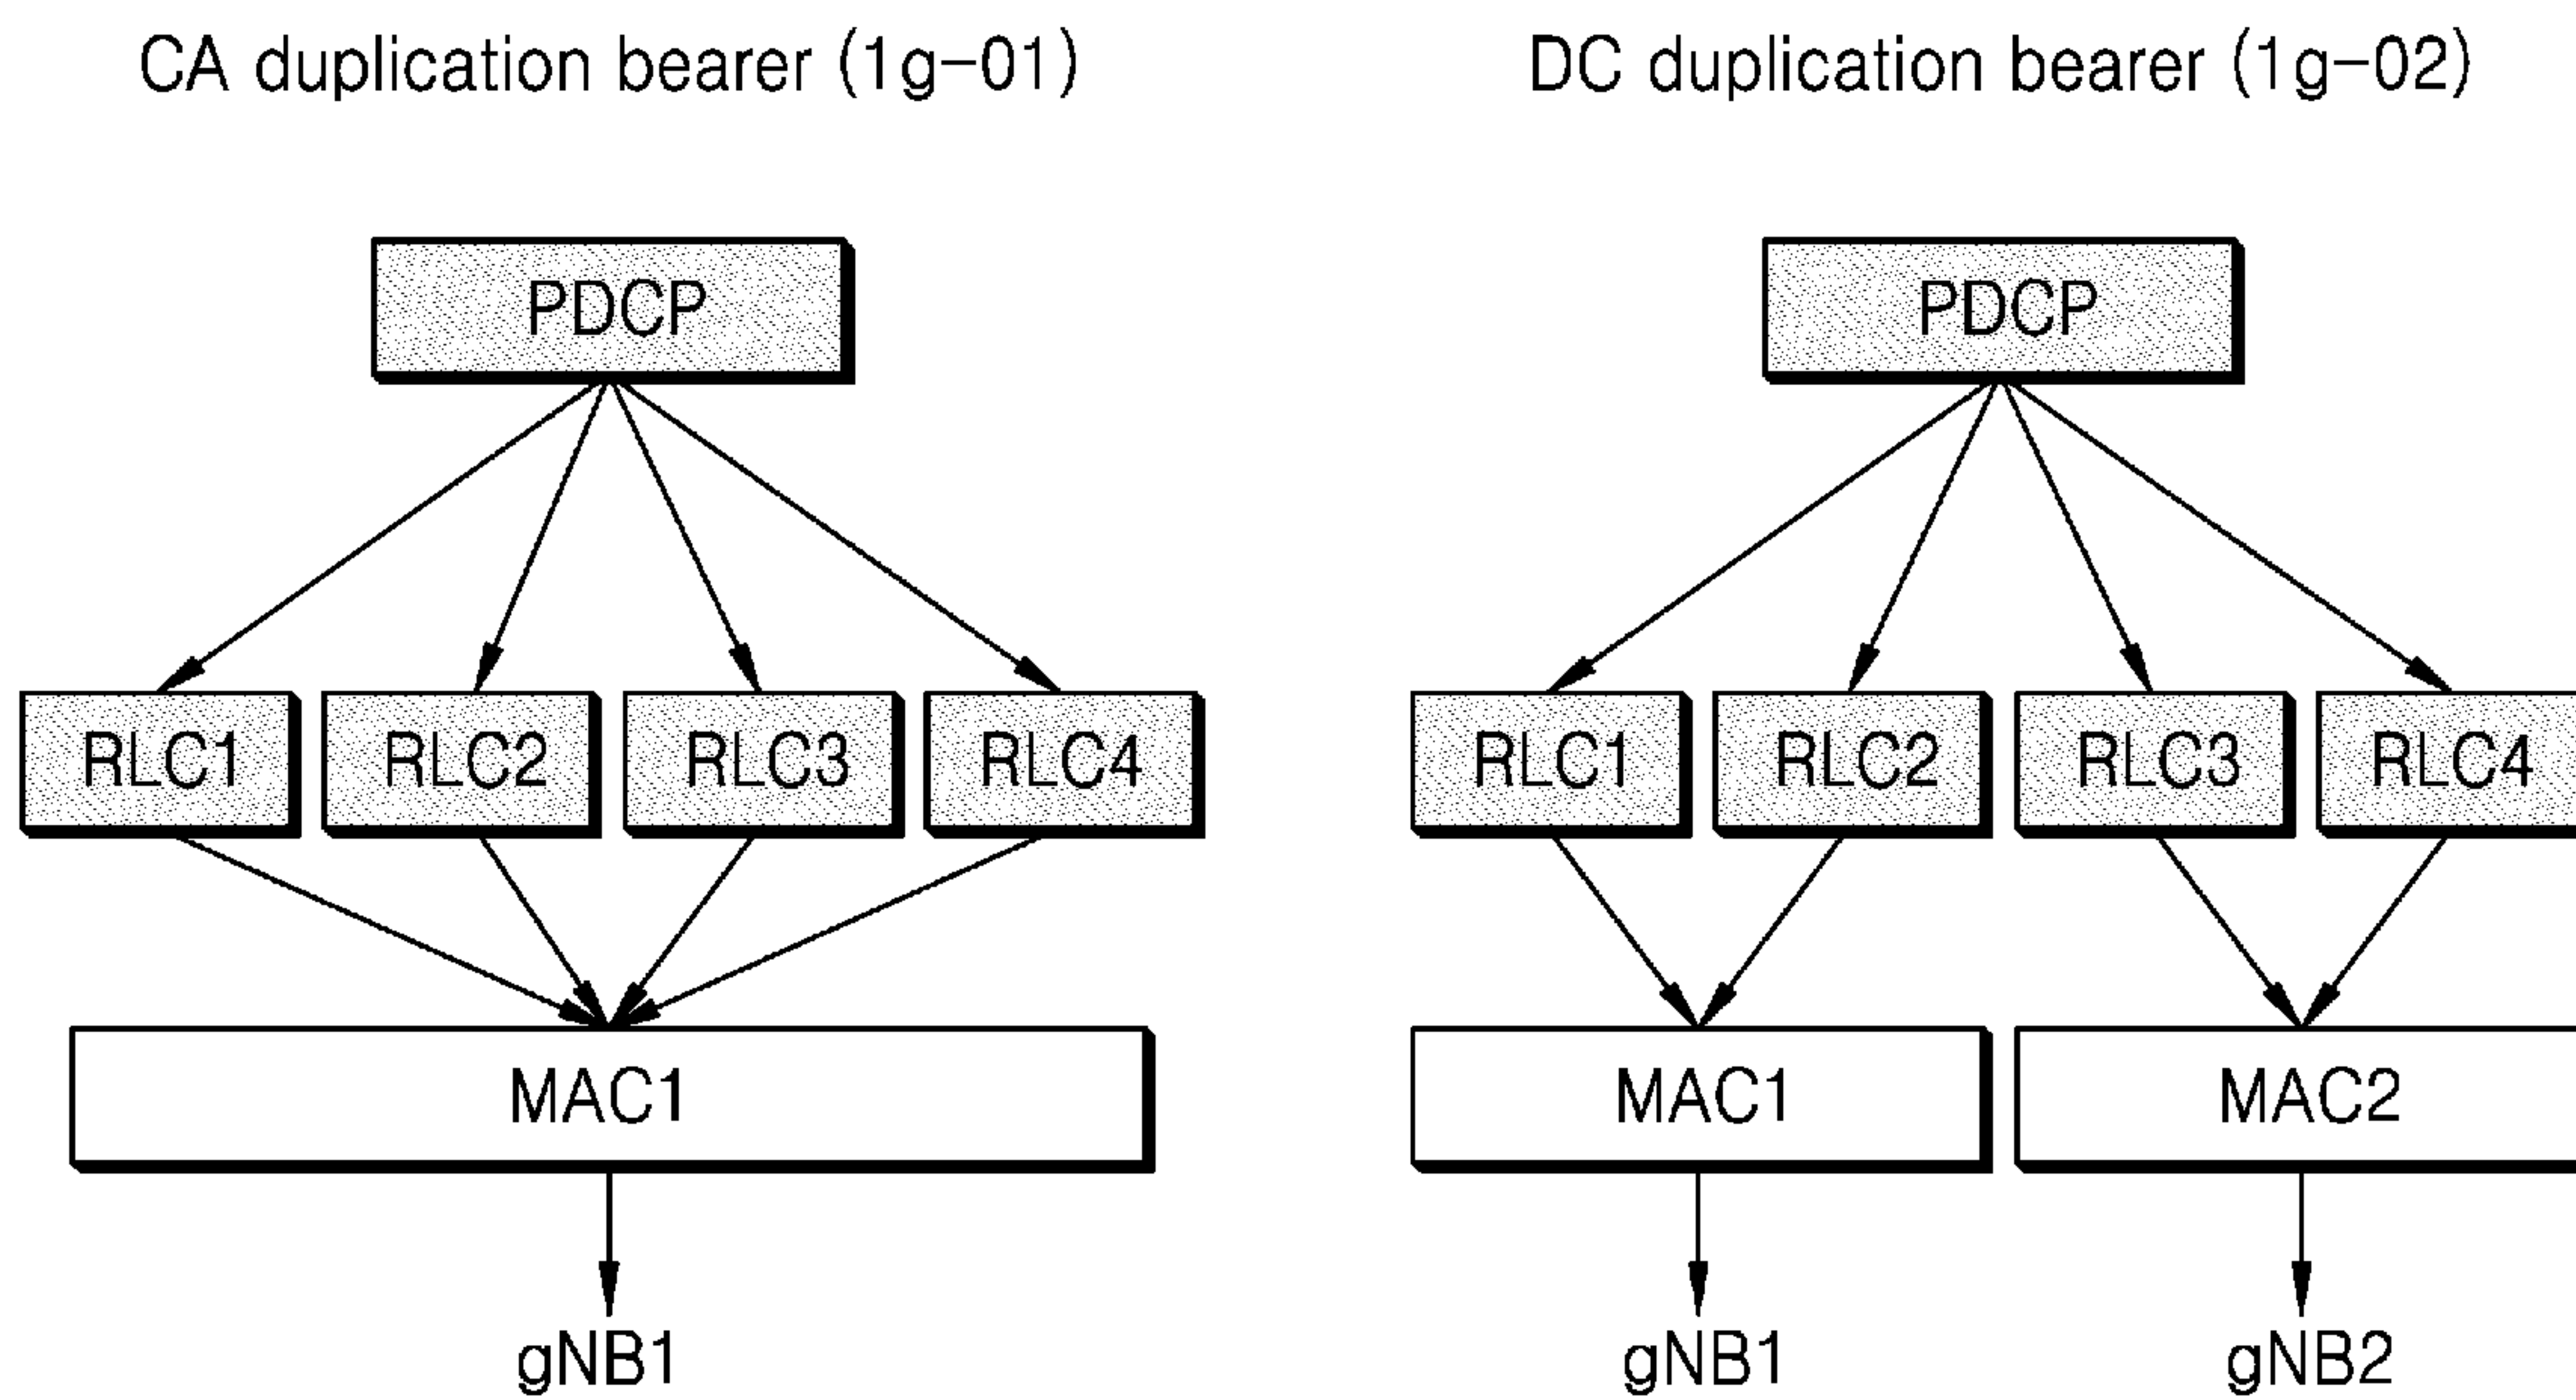 CA duplication bearer (1g-01)
DC duplication bearer (1g-02)
PDCP
PDCP
RLC1
RLC2
RLC3
RLC4
RLC1
RLC2
RLC3
RLC4
MAC1
MAC1
MAC2
gNB1
gNB1
gNB2